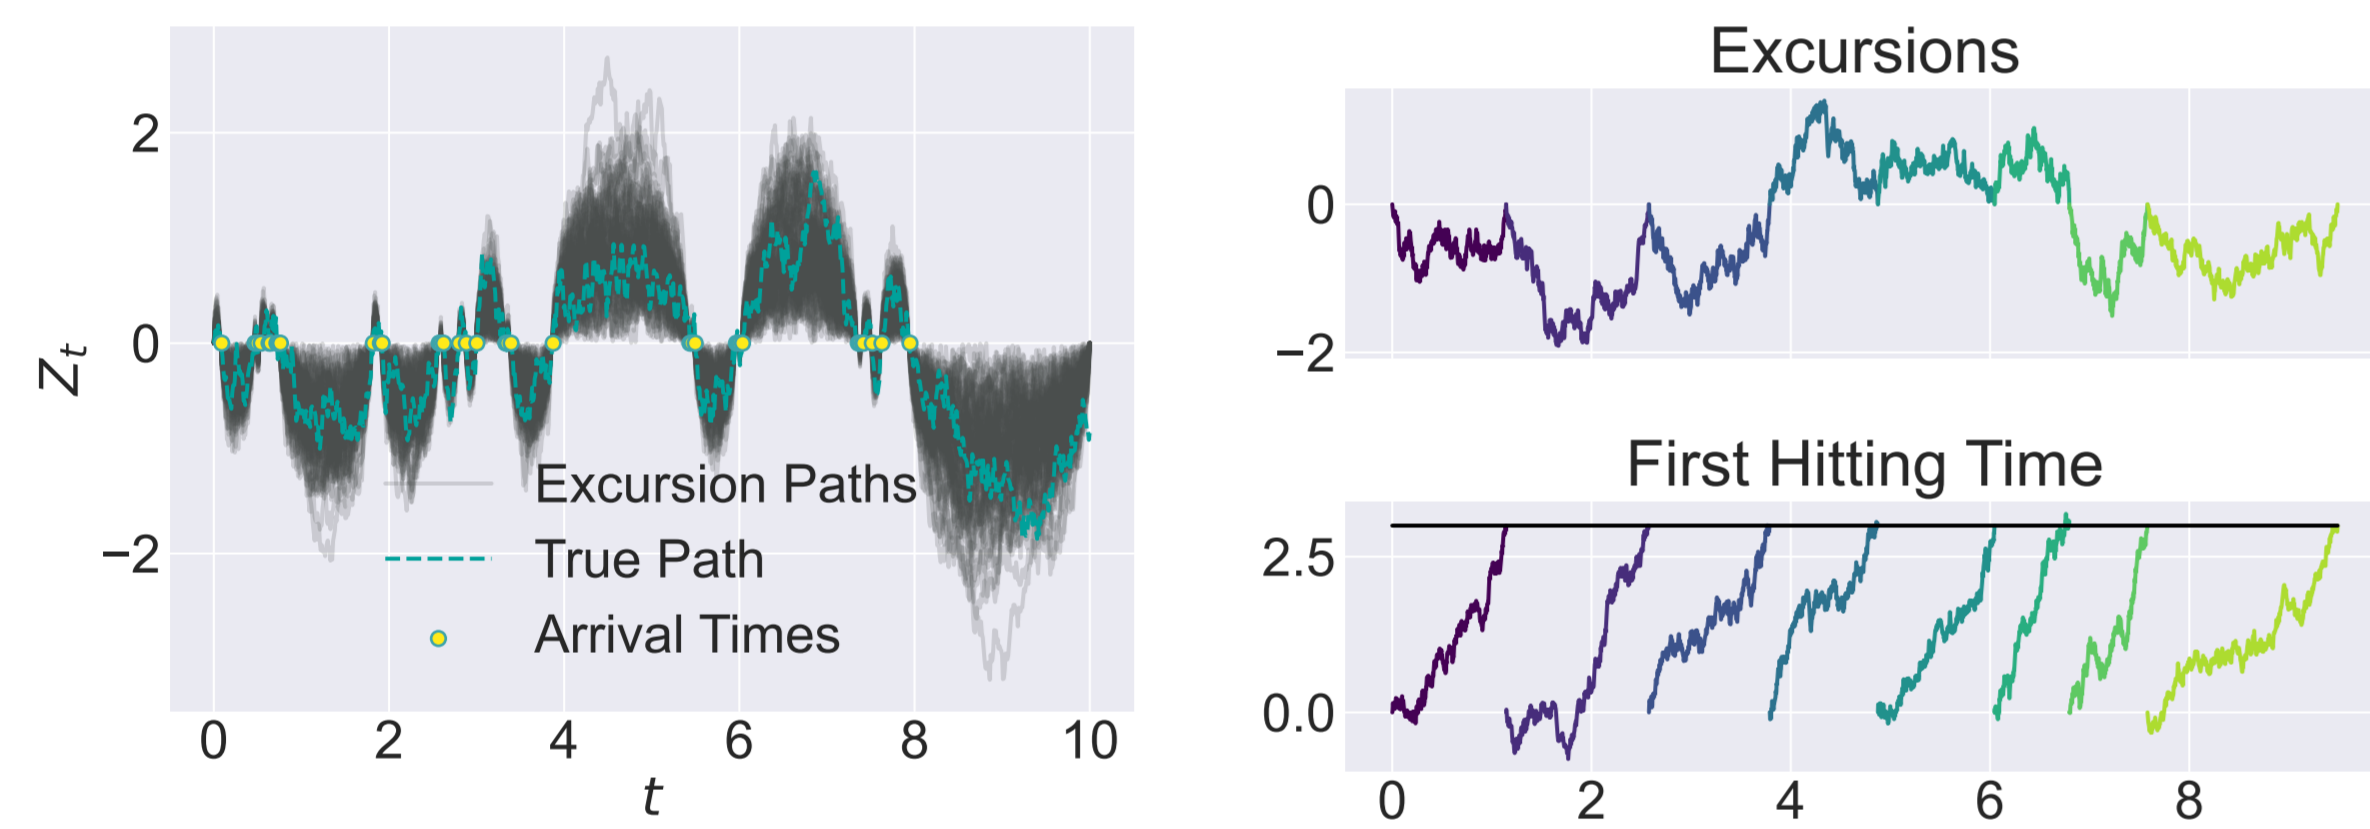 2
0
−2
Z_t
0 2 4 6 8 10
t
Excursion Paths
True Path
Arrival Times
Excursions
0
−2
First Hitting Time
2.5
0.0
0 2 4 6 8